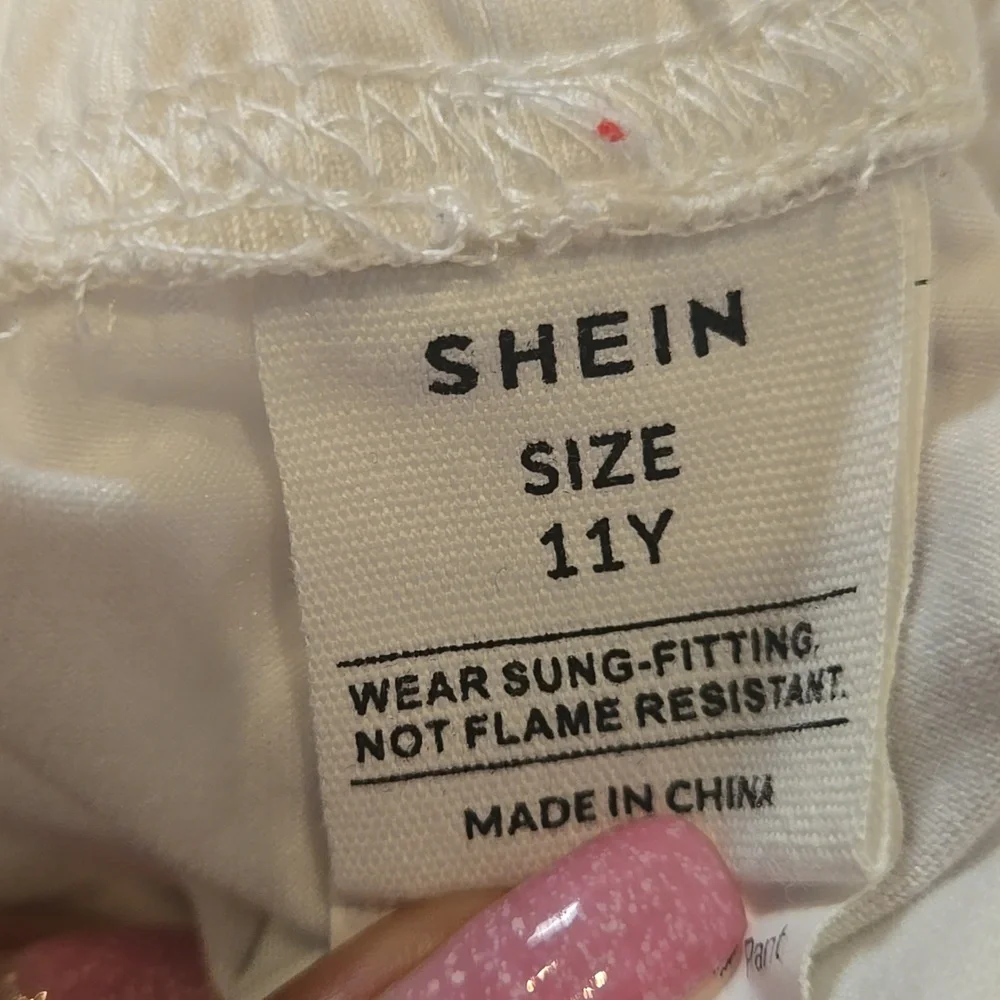 SHEIN
SIZE
11Y
WEAR SUNG-FITTING,
NOT FLAME RESISTANT.
MADE IN CHINA